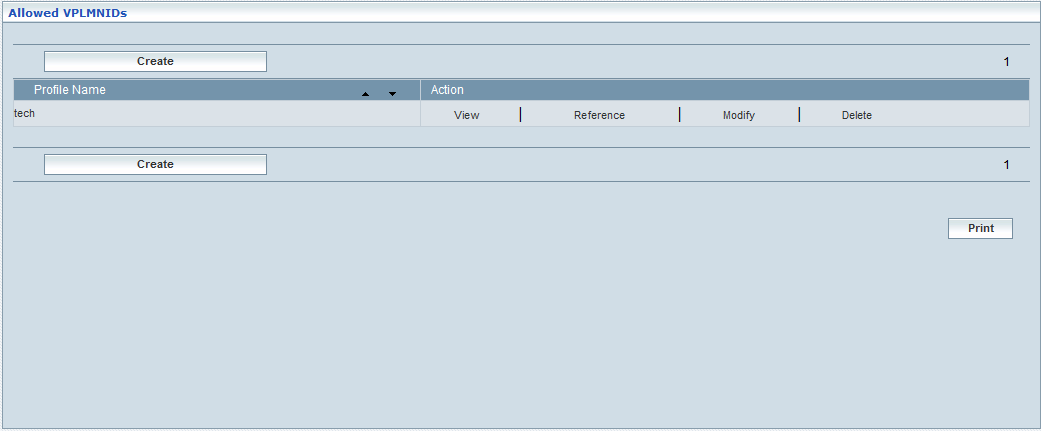 Allowed VPLMNIDs
Create 1
Profile Name Action
tech View | Reference | Modify | Delete
Create 1
Print